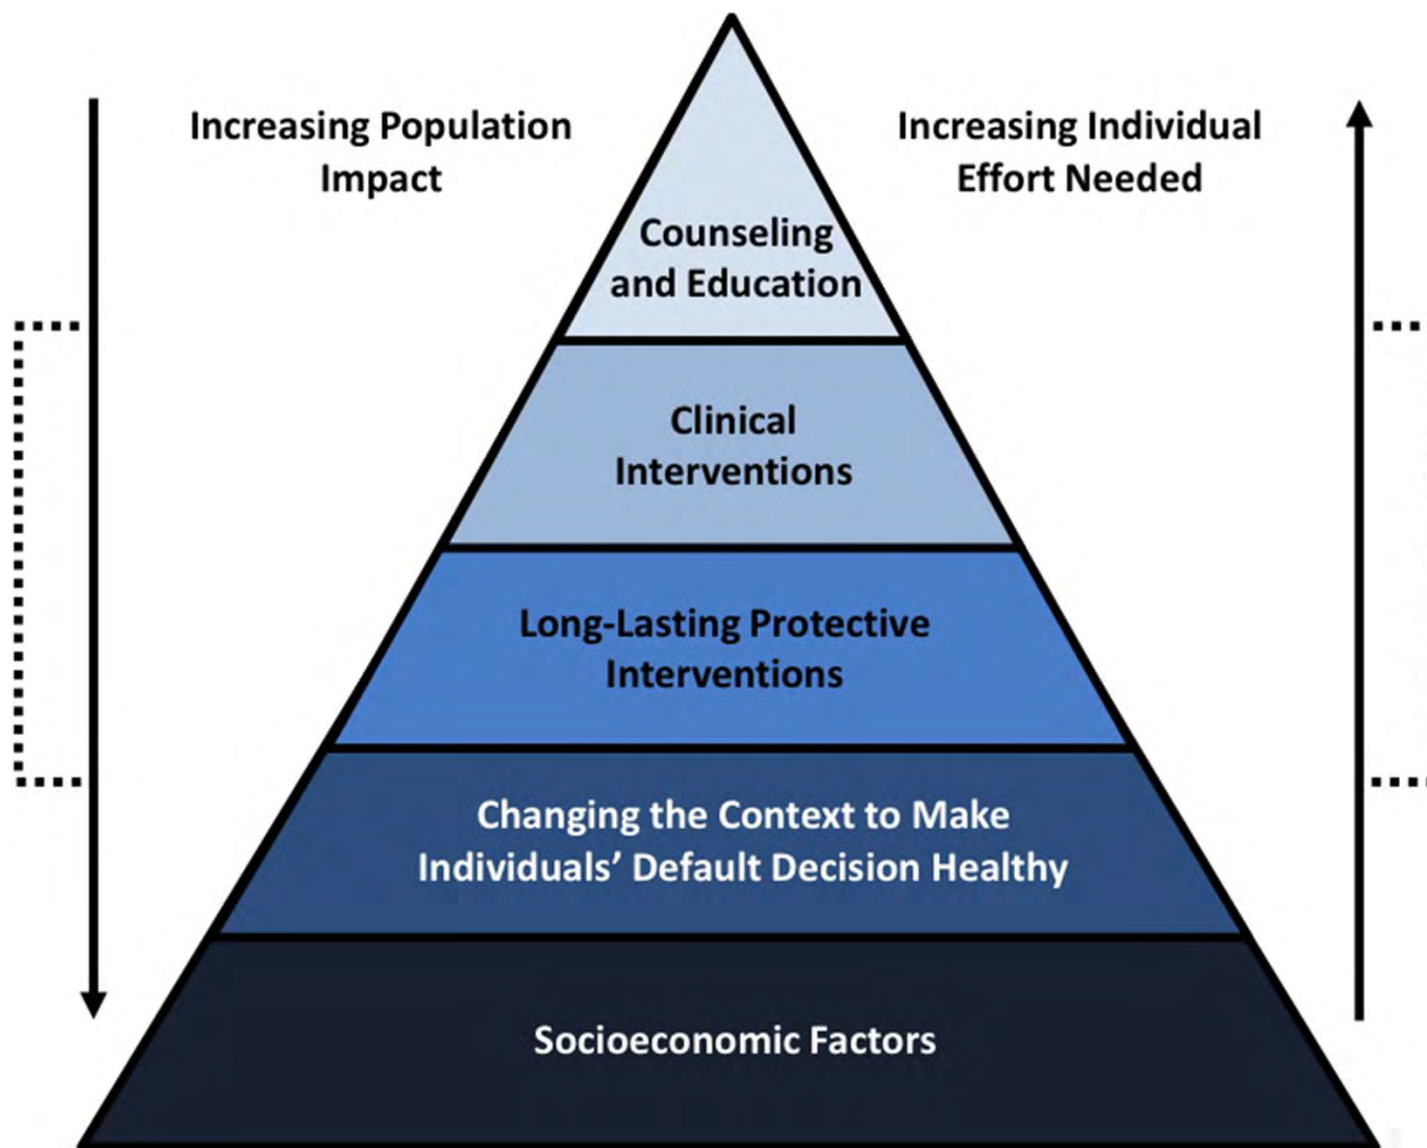 Increasing Population
Impact
Increasing Individual
Effort Needed
Counseling
and Education
Clinical
Interventions
Long-Lasting Protective
Interventions
Changing the Context to Make
Individuals’ Default Decision Healthy
Socioeconomic Factors